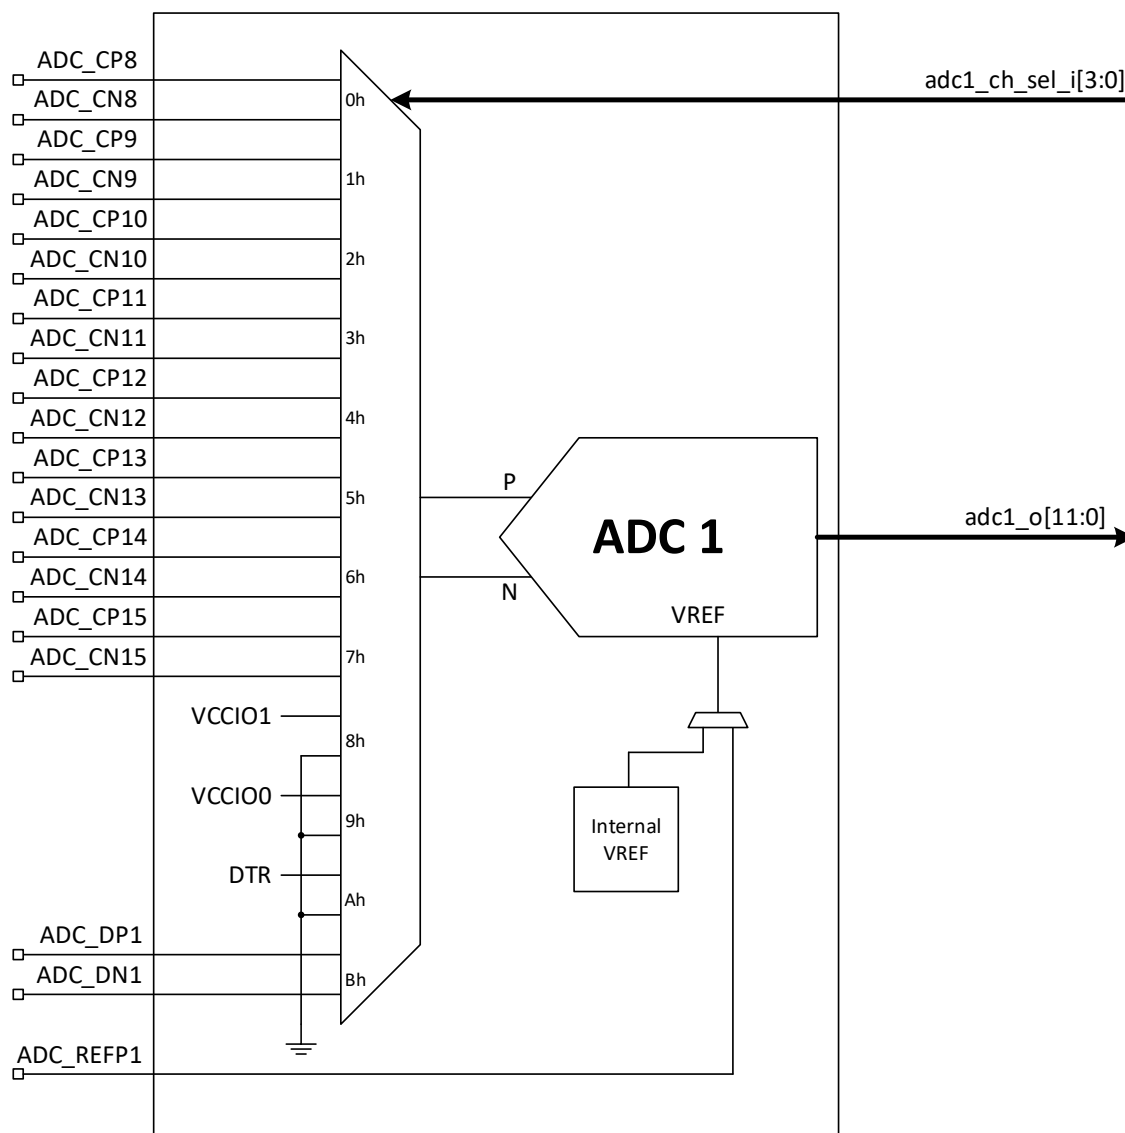 ADC_CP8
adc1_ch_sel_i[3:0]
0h
ADC_CN8
ADC_CP9
1h
ADC_CN9
ADC_CP10
2h
ADC_CN10
ADC_CP11
3h
ADC_CN11
ADC_CP12
4h
ADC_CN12
ADC_CP13
5h
ADC_CN13
ADC_CP14
6h
ADC_CN14
ADC_CP15
7h
ADC_CN15
P
N
ADC 1
VREF
adc1_o[11:0]
VCCIO1
8h
VCCIO0
9h
DTR
Ah
Internal
VREF
ADC_DP1
ADC_DN1
Bh
ADC_REFP1